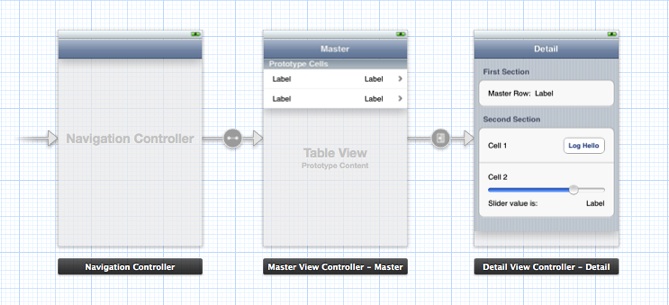 Navigation Controller
Navigation Controller
Master
Prototype Cells
Label Label
Label Label
Table View
Prototype Content
Master View Controller – Master
Detail
First Section
Master Row: Label
Second Section
Cell 1 Log Hello
Cell 2
Slider value is: Label
Detail View Controller – Detail